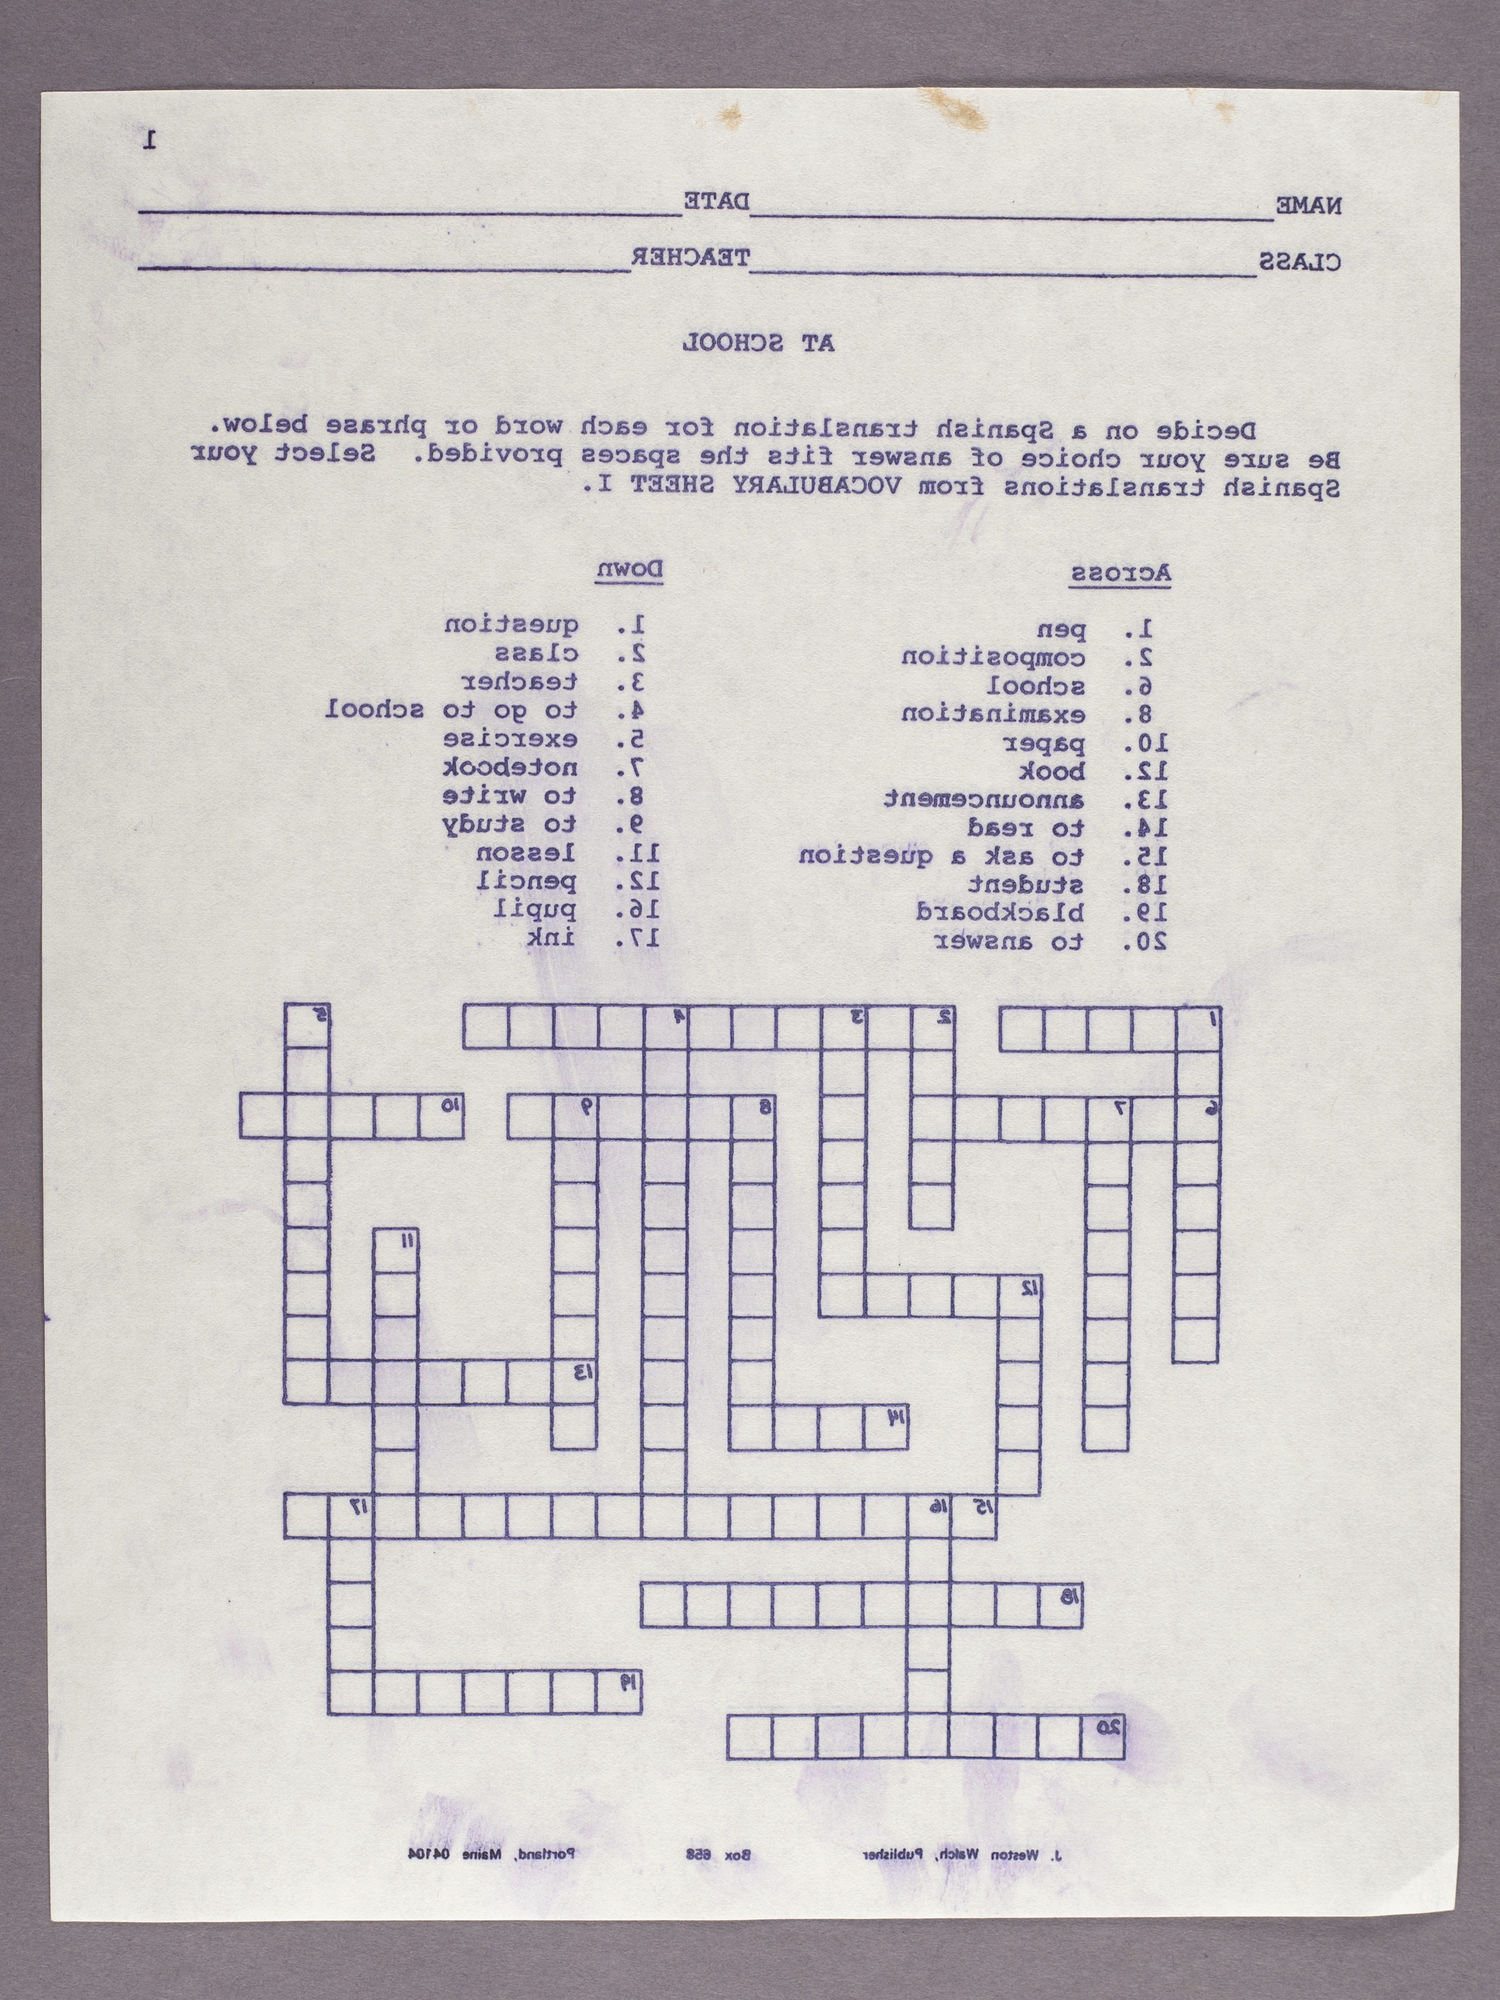 1
NAME DATE
CLASS TEACHER
AT SCHOOL
Decide on a Spanish translation for each word or phrase below.
Be sure your choice of answer fits the spaces provided. Select your
Spanish translations from VOCABULARY SHEET I.
Across
1. pen
2. composition
6. school
8. examination
10. paper
12. book
13. announcement
14. to read
15. to ask a question
18. student
19. blackboard
20. to answer
Down
1. question
2. class
3. teacher
4. to go to school
5. exercise
7. notebook
8. to write
9. to study
11. lesson
12. pencil
16. pupil
17. ink
1 2 3 4 5
6 7 8 9 10
11
12
13
14
15 16 17
18
19
20
J. Weston Walch, Publisher Box 658 Portland, Maine 04104